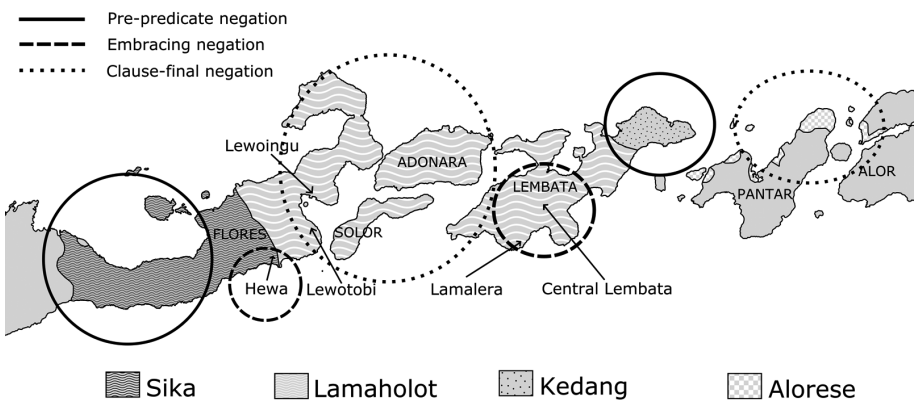 Pre-predicate negation
Embracing negation
Clause-final negation
Lewoingu
ADONARA
LEMBATA
PANTAR
ALOR
FLORES
SOLOR
Hewa
Lewotobi
Lamalera
Central Lembata
Sika
Lamaholot
Kedang
Alorese